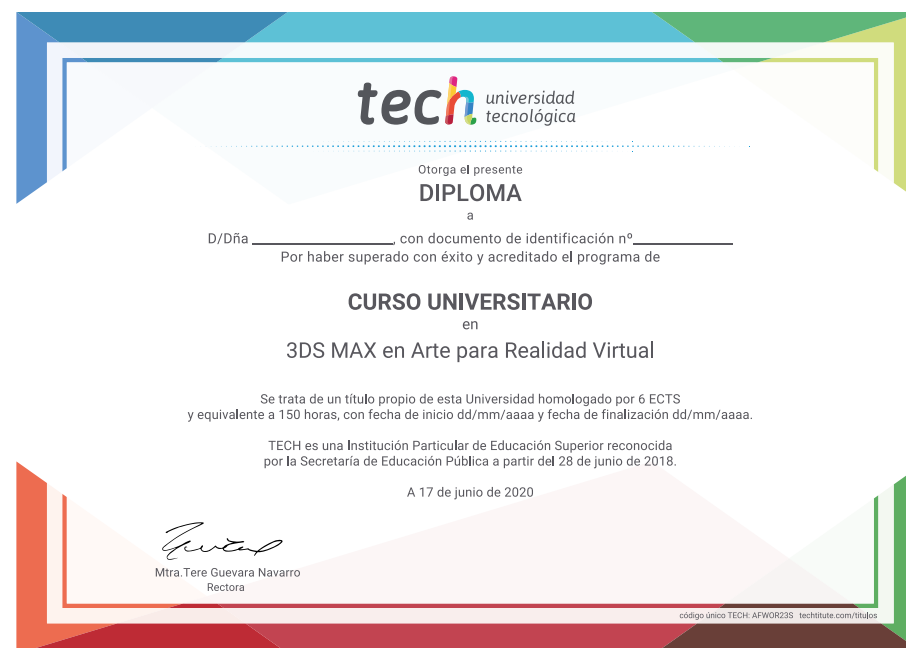 tech universidad
tecnológica
Otorga el presente
DIPLOMA
a
D/Dña ____________________, con documento de identificación nº______________
Por haber superado con éxito y acreditado el programa de
CURSO UNIVERSITARIO
en
3DS MAX en Arte para Realidad Virtual
Se trata de un título propio de esta Universidad homologado por 6 ECTS
y equivalente a 150 horas, con fecha de inicio dd/mm/aaaa y fecha de finalización dd/mm/aaaa.
TECH es una Institución Particular de Educación Superior reconocida
por la Secretaría de Educación Pública a partir del 28 de junio de 2018.
A 17 de junio de 2020
Mtra.Tere Guevara Navarro
Rectora
código único TECH: AFWOR23S techtitute.com/titulos